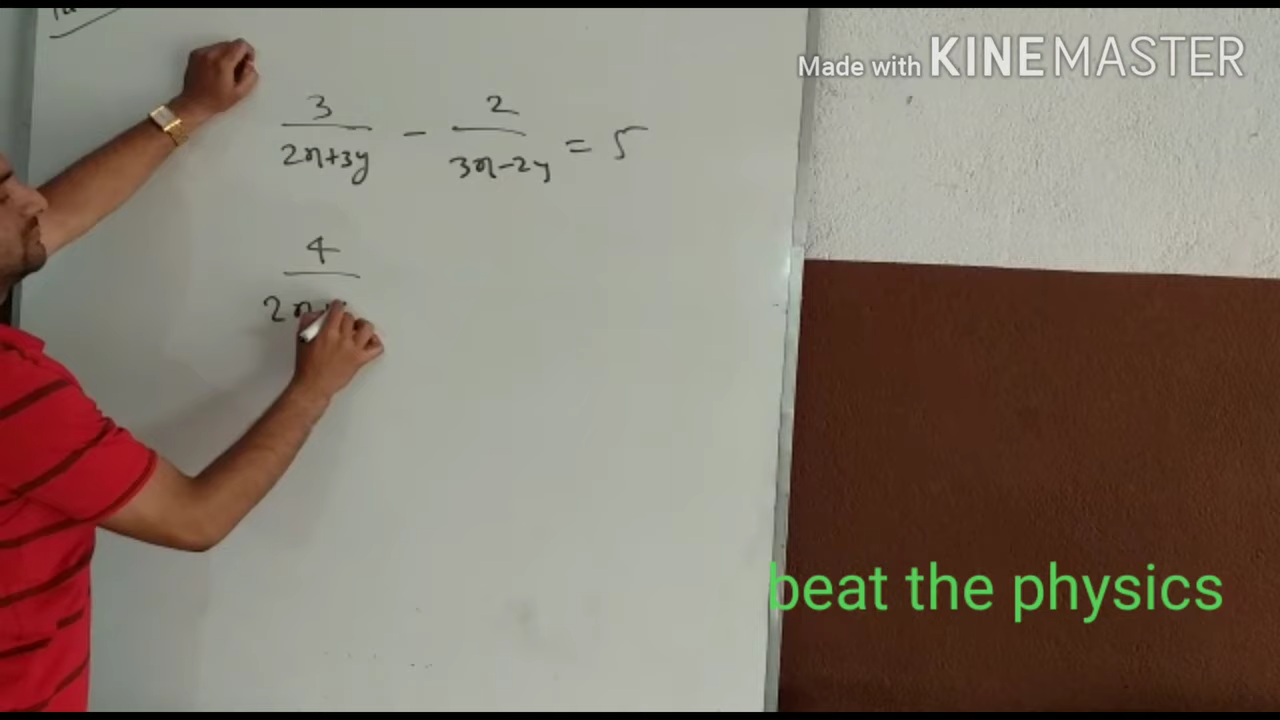 Made with KINEMASTER
3/(2x+3y) - 2/(3x-2y) = 5
4
2x
beat the physics